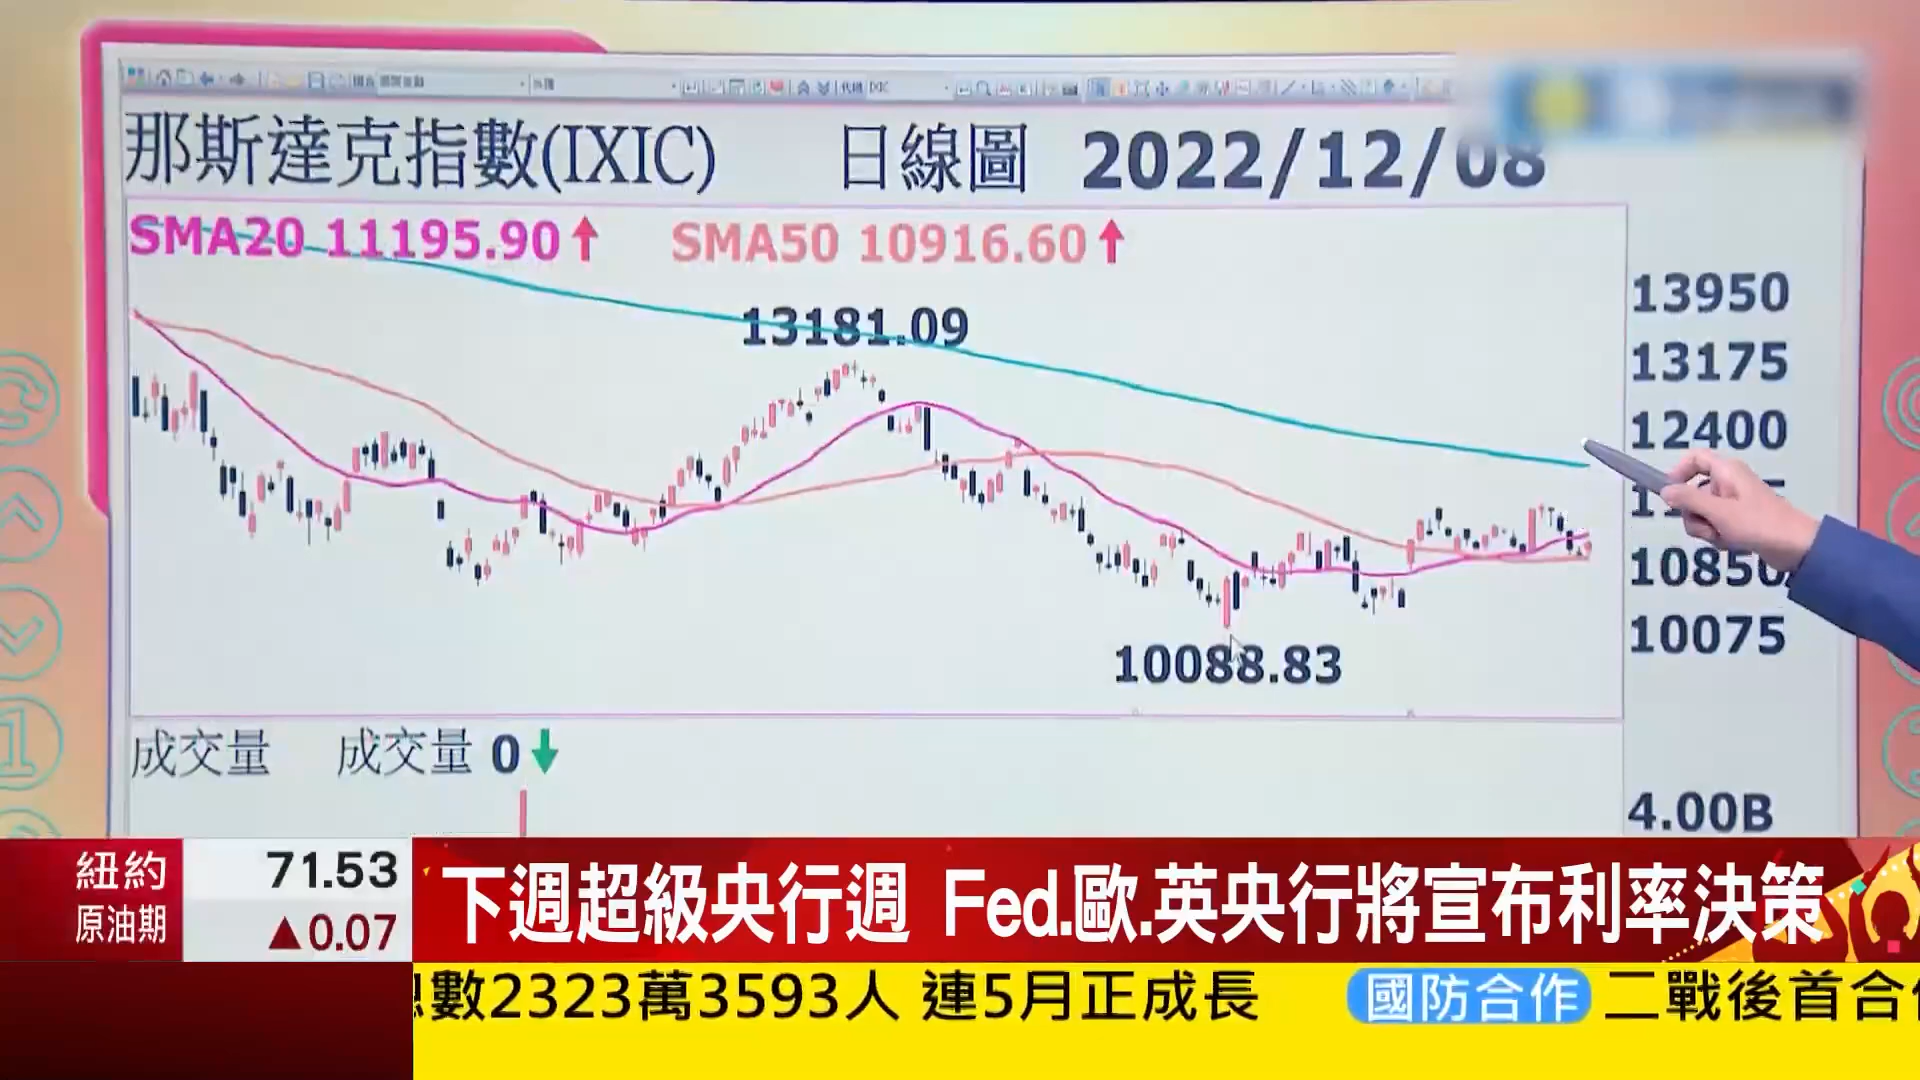 那斯達克指數(IXIC) 日線圖 2022/12/08
SMA20 11195.90↑ SMA50 10916.60↑
13181.09
10088.83
13950
13175
12400
10850
10075
成交量 成交量 0↓
4.00B
紐約
原油期
71.53
▲0.07
下週超級央行週 Fed.歐.英央行將宣布利率決策
數2323萬3593人 連5月正成長 國防合作 二戰後首合